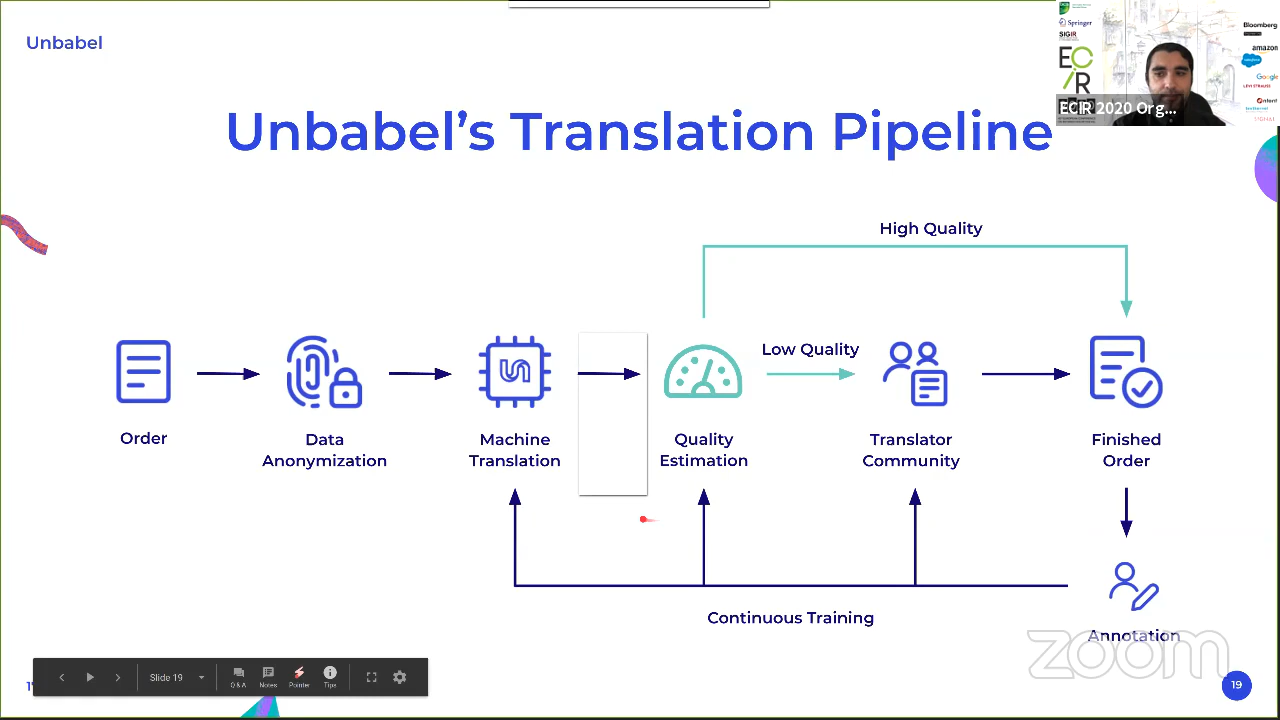 Unbabel
Springer
SIGIR
EC
IR
ECIR 2020 Org...
Bloomberg
amazon
Google
LEVI STRAUSS
Unbabel's Translation Pipeline
High Quality
Low Quality
Order
Data
Anonymization
Machine
Translation
Quality
Estimation
Translator
Community
Finished
Order
Continuous Training
Annotation
zoom
Slide 19
Q & A
Notes
Pointer
Tips
19